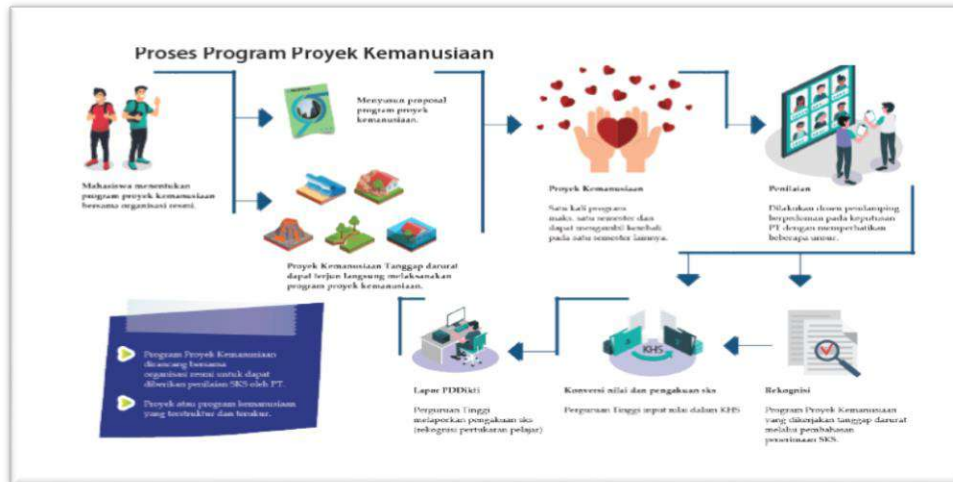 Proses Program Proyek Kemanusiaan
Mahasiswa menentukan
program proyek kemanusiaan
bersama organisasi resmi.
Menyusun proposal
program proyek
kemanusiaan.
Proyek Kemanusiaan Tanggap darurat
dapat terjun langsung melaksanakan
program proyek kemanusiaan.
Proyek Kemanusiaan
Satu kali program
maks. satu semester dan
dapat mengambil kembali
pada satu semester lainnya.
Penilaian
Dilakukan dosen pendamping
berpedoman pada keputusan
PT dengan memperhatikan
beberapa unsur.
Program Proyek Kemanusiaan
dirancang bersama
organisasi resmi untuk dapat
diberikan penilaian SKS oleh PT.
Proyek atau program kemanusiaan
yang terstruktur dan terukur.
Lapor PDDikti
Perguruan Tinggi
melaporkan pengakuan sks
(rekognisi pertukaran pelajar)
KHS
Konversi nilai dan pengakuan sks
Perguruan Tinggi input nilai dalam KHS
Rekognisi
Program Proyek Kemanusiaan
yang dikerjakan tanggap darurat
melalui pembahasan
penerimaan SKS.